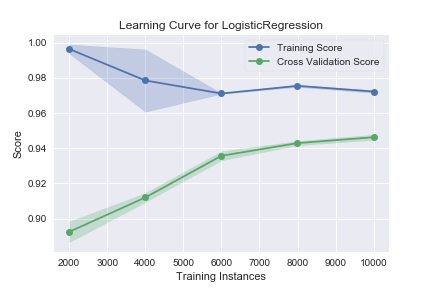 Learning Curve for LogisticRegression
Training Score
Cross Validation Score
1.00
0.98
0.96
0.94
0.92
0.90
Score
2000 3000 4000 5000 6000 7000 8000 9000 10000
Training Instances